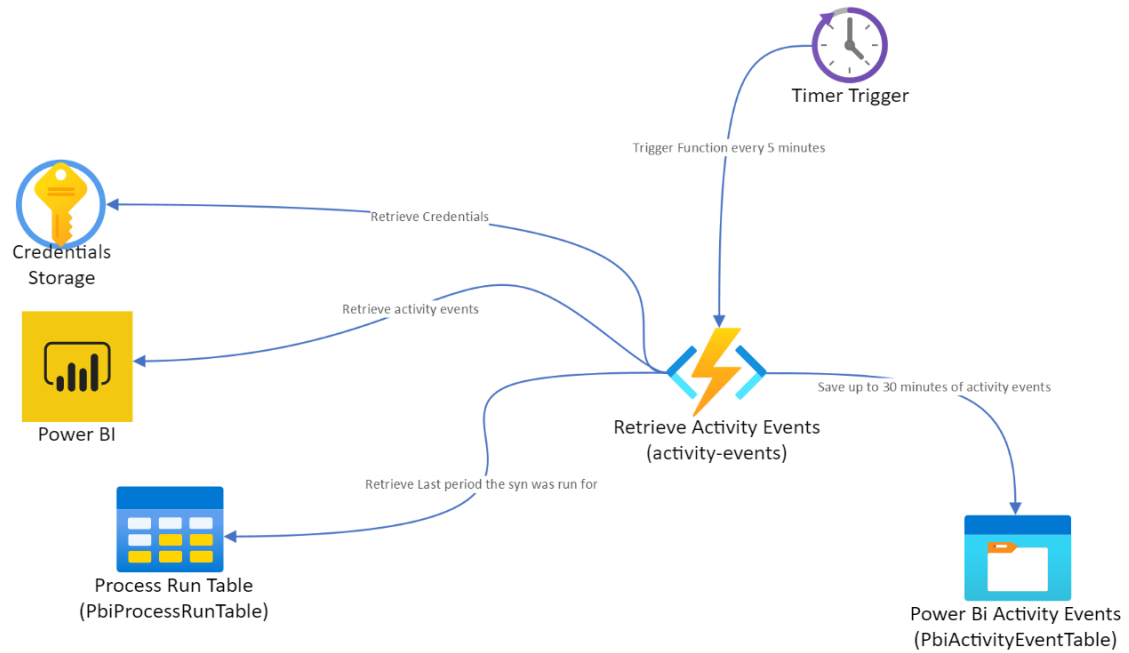 Timer Trigger
Trigger Function every 5 minutes
Retrieve Credentials
Credentials
Storage
Retrieve activity events
Power BI
Save up to 30 minutes of activity events
Retrieve Activity Events
(activity-events)
Retrieve Last period the syn was run for
Process Run Table
(PbiProcessRunTable)
Power Bi Activity Events
(PbiActivityEventTable)